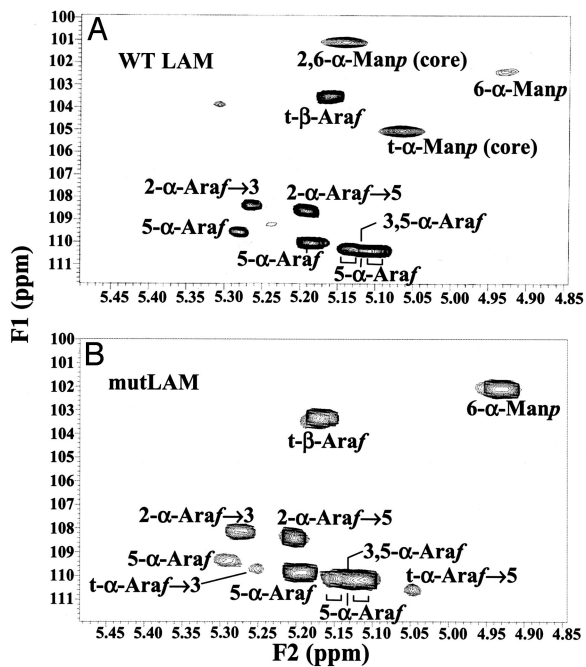 F1 (ppm)
A
WT LAM
100
101
102
103
104
105
106
107
108
109
110
111
2,6-α-Manp (core)
6-α-Manp
t-β-Araf
t-α-Manp (core)
2-α-Araf→3
2-α-Araf→5
5-α-Araf
3,5-α-Araf
5-α-Araf
5-α-Araf
5.45 5.40 5.35 5.30 5.25 5.20 5.15 5.10 5.05 5.00 4.95 4.90 4.85
B
mutLAM
100
101
102
103
104
105
106
107
108
109
110
111
6-α-Manp
t-β-Araf
2-α-Araf→3
2-α-Araf→5
5-α-Araf
3,5-α-Araf
t-α-Araf→3
5-α-Araf
t-α-Araf→5
5-α-Araf
5.45 5.40 5.35 5.30 5.25 5.20 5.15 5.10 5.05 5.00 4.95 4.90 4.85
F2 (ppm)